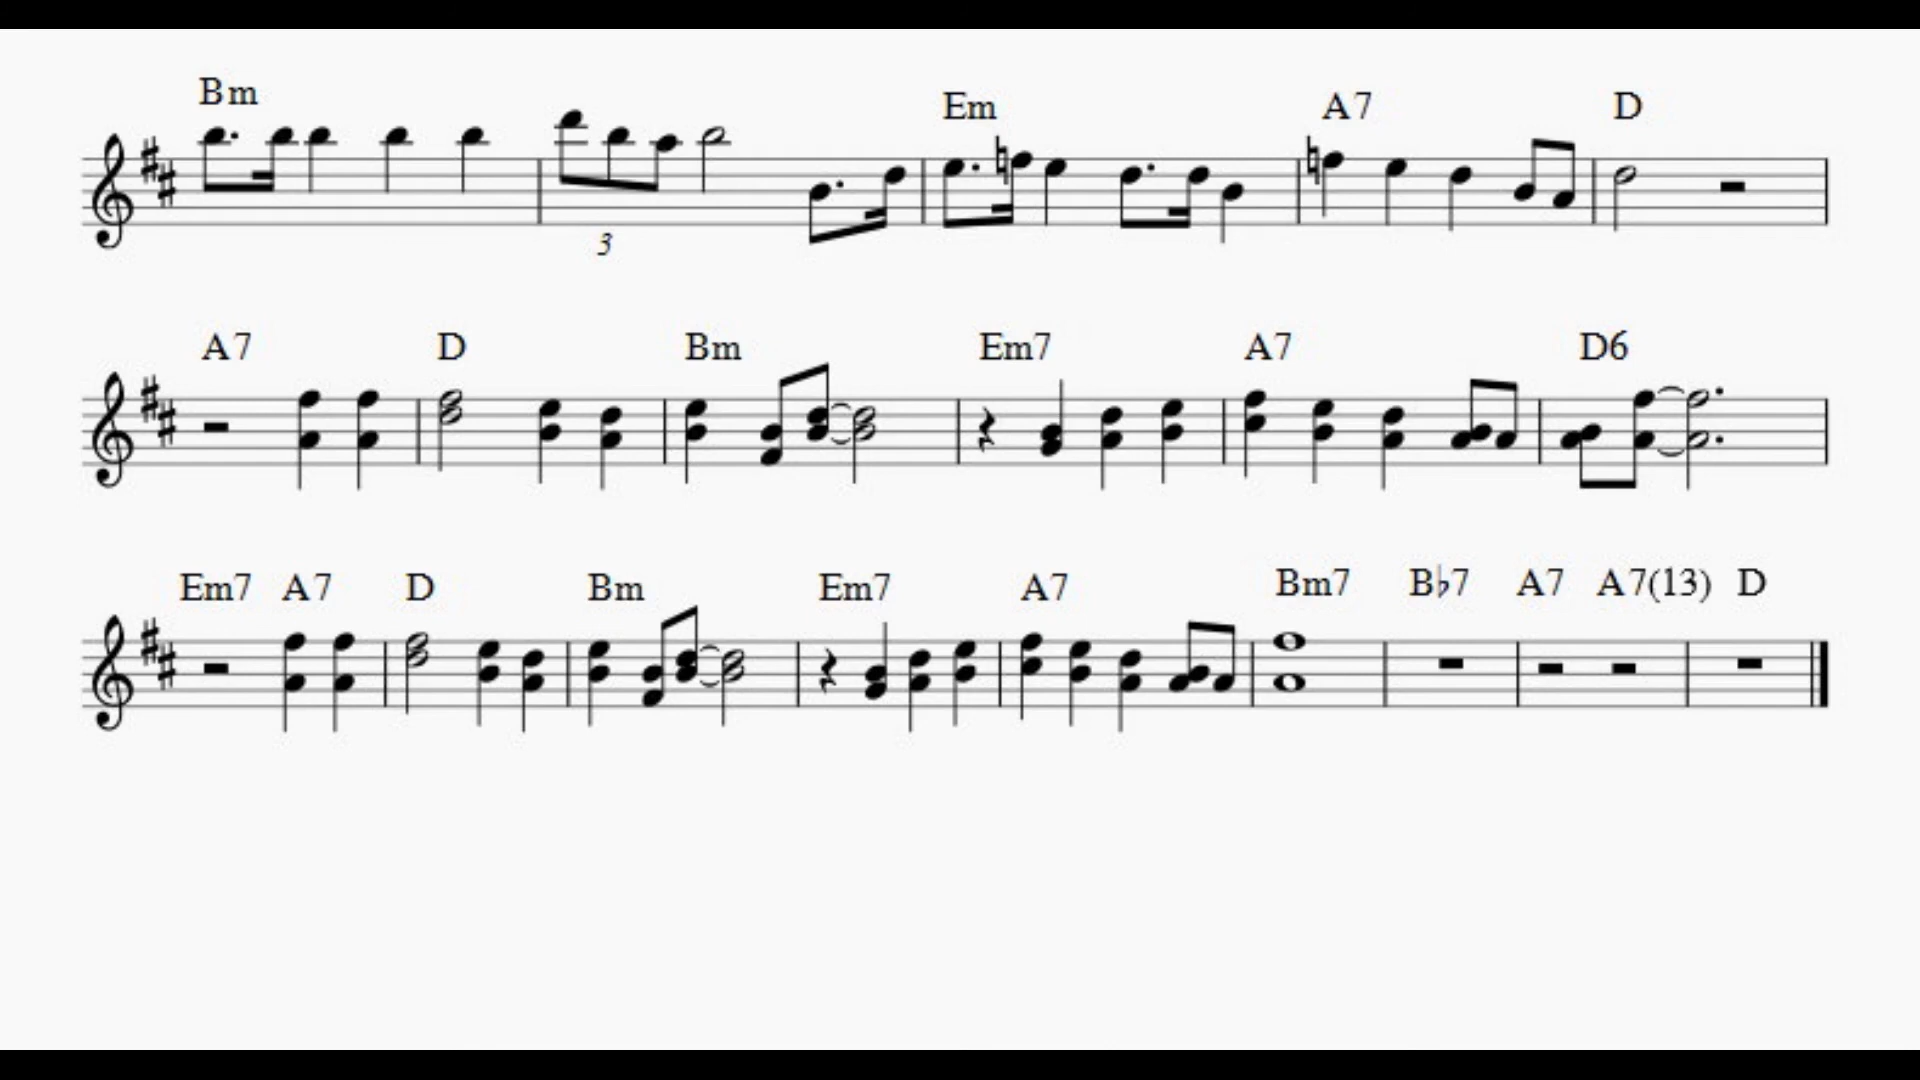 Bm Em A7 D
3
A7 D Bm Em7 A7 D6
Em7 A7 D Bm Em7 A7 Bm7 B♭7 A7 A7(13) D